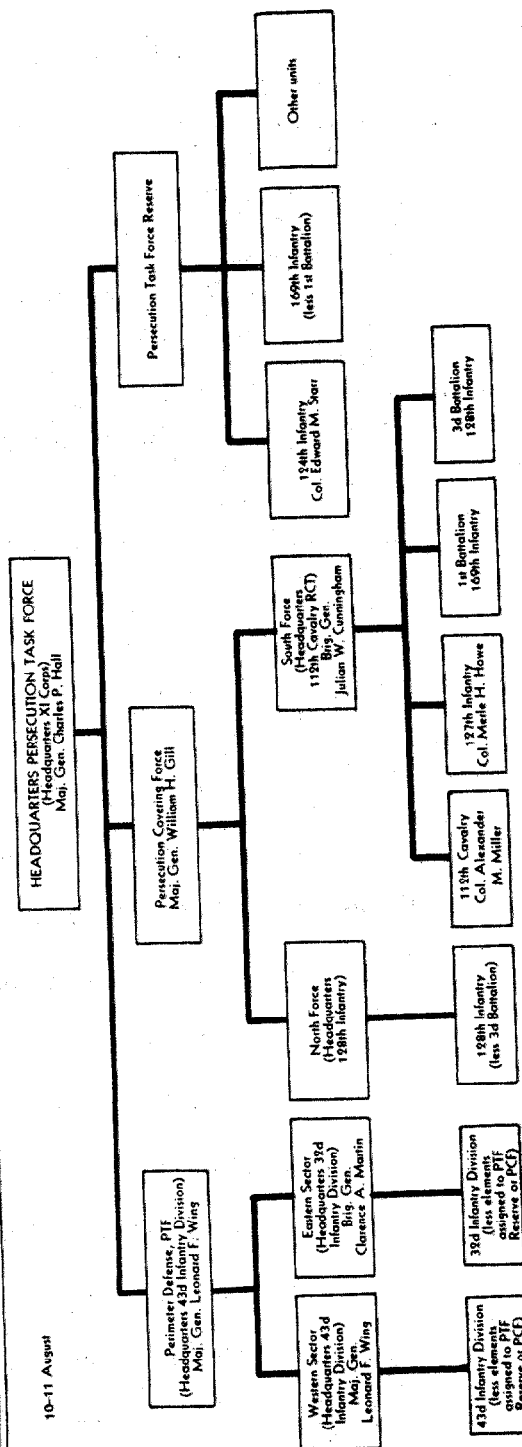 10-11 August
HEADQUARTERS PERSECUTION TASK FORCE
(Headquarters XI Corps)
Maj. Gen. Charles P. Hall
Perimeter Defense, PTF
(Headquarters 43d Infantry Division)
Maj. Gen. Leonard F. Wing
Persecution Covering Force
Maj. Gen. William H. Gill
Persecution Task Force Reserve
Western Sector
(Headquarters 43d
Infantry Division)
Maj. Gen.
Leonard F. Wing
Eastern Sector
(Headquarters 32d
Infantry Division)
Brig. Gen.
Clarence A. Martin
North Force
(Headquarters
128th Infantry)
South Force
(Headquarters
112th Cavalry RCT)
Brig. Gen.
Julian W. Cunningham
124th Infantry
Col. Edward M. Starr
169th Infantry
(less 1st Battalion)
Other units
43d Infantry Division
(less elements
assigned to PTF
Reserve or PCF)
32d Infantry Division
(less elements
assigned to PTF
Reserve or PCF)
128th Infantry
(less 3d Battalion)
112th Cavalry
Col. Alexander
M. Miller
127th Infantry
Col. Merle H. Howe
1st Battalion
169th Infantry
3d Battalion
128th Infantry